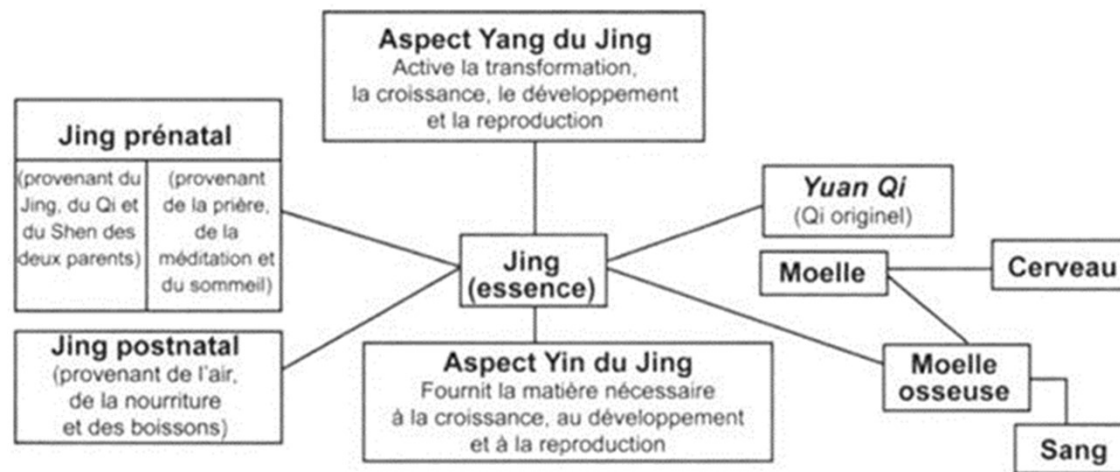 Aspect Yang du Jing
Active la transformation,
la croissance, le développement
et la reproduction
Jing prénatal
(provenant du
Jing, du Qi et
du Shen des
deux parents)
(provenant
de la prière,
de la
méditation et
du sommeil)
Yuan Qi
(Qi originel)
Jing
(essence)
Moelle
Cerveau
Jing postnatal
(provenant de l'air,
de la nourriture
et des boissons)
Aspect Yin du Jing
Fournit la matière nécessaire
à la croissance, au développement
et à la reproduction
Moelle
osseuse
Sang